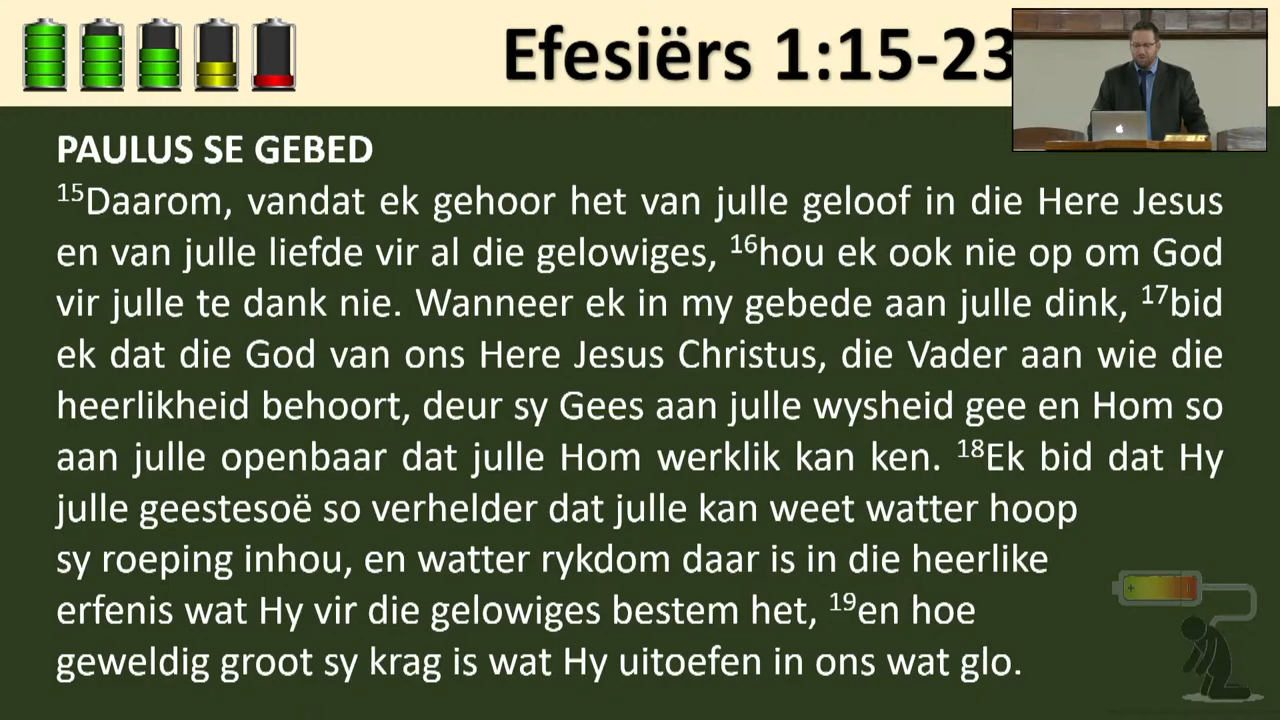 Efesiërs 1:15-23
PAULUS SE GEBED
15Daarom, vandat ek gehoor het van julle geloof in die Here Jesus
en van julle liefde vir al die gelowiges, 16hou ek ook nie op om God
vir julle te dank nie. Wanneer ek in my gebede aan julle dink, 17bid
ek dat die God van ons Here Jesus Christus, die Vader aan wie die
heerlikheid behoort, deur sy Gees aan julle wysheid gee en Hom so
aan julle openbaar dat julle Hom werklik kan ken. 18Ek bid dat Hy
julle geestesoë so verhelder dat julle kan weet watter hoop
sy roeping inhou, en watter rykdom daar is in die heerlike
erfenis wat Hy vir die gelowiges bestem het, 19en hoe
geweldig groot sy krag is wat Hy uitoefen in ons wat glo.